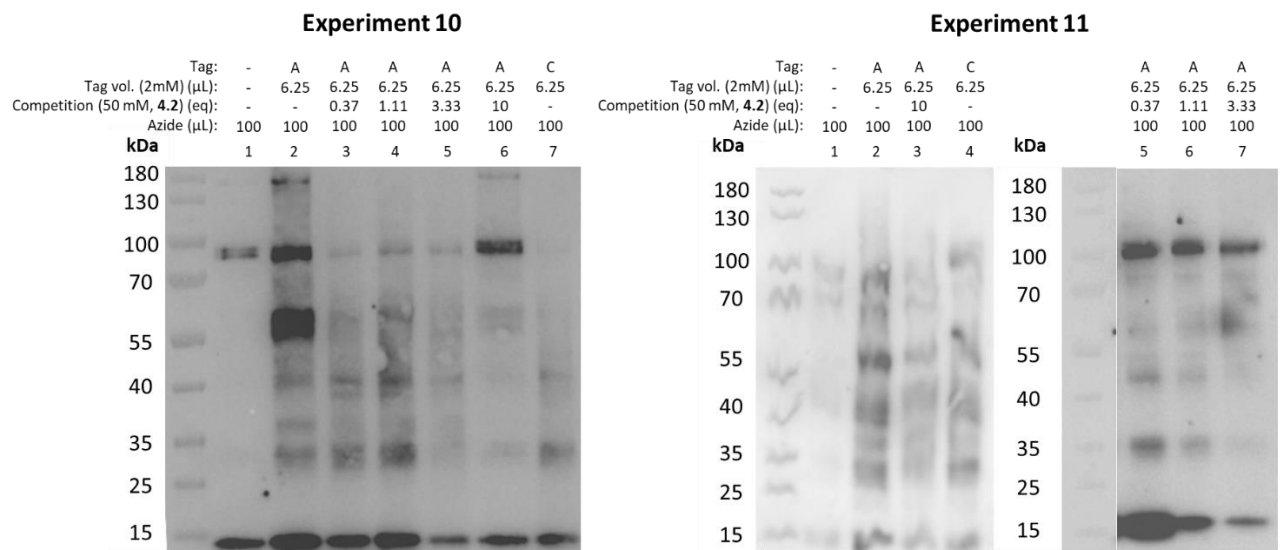 Experiment 10
Tag: - A A A A A C
Tag vol. (2mM) (µL): - 6.25 6.25 6.25 6.25 6.25 6.25
Competition (50 mM, 4.2) (eq) - - 0.37 1.11 3.33 10 -
Azide (µL): 100 100 100 100 100 100 100
kDa 1 2 3 4 5 6 7
180
130
100
70
55
40
35
25
15
Experiment 11
Tag: - A A C
Tag vol. (2mM) (µL): - 6.25 6.25 6.25
Competition (50 mM, 4.2) (eq) - - 10 -
Azide (µL): 100 100 100 100
kDa 1 2 3 4
180
130
100
70
55
40
35
25
15
A A A
6.25 6.25 6.25
0.37 1.11 3.33
100 100 100
kDa 5 6 7
180
130
100
70
55
40
35
25
15